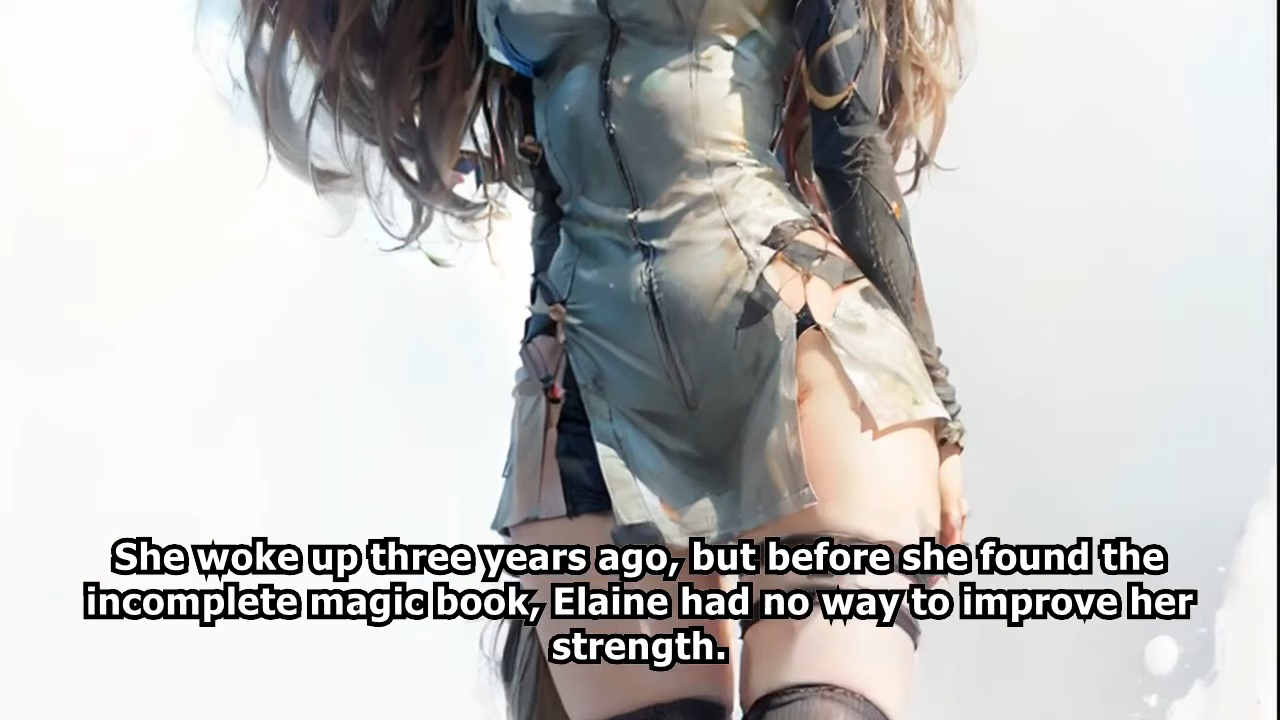 She woke up three years ago, but before she found the
incomplete magic book, Elaine had no way to improve her
strength.